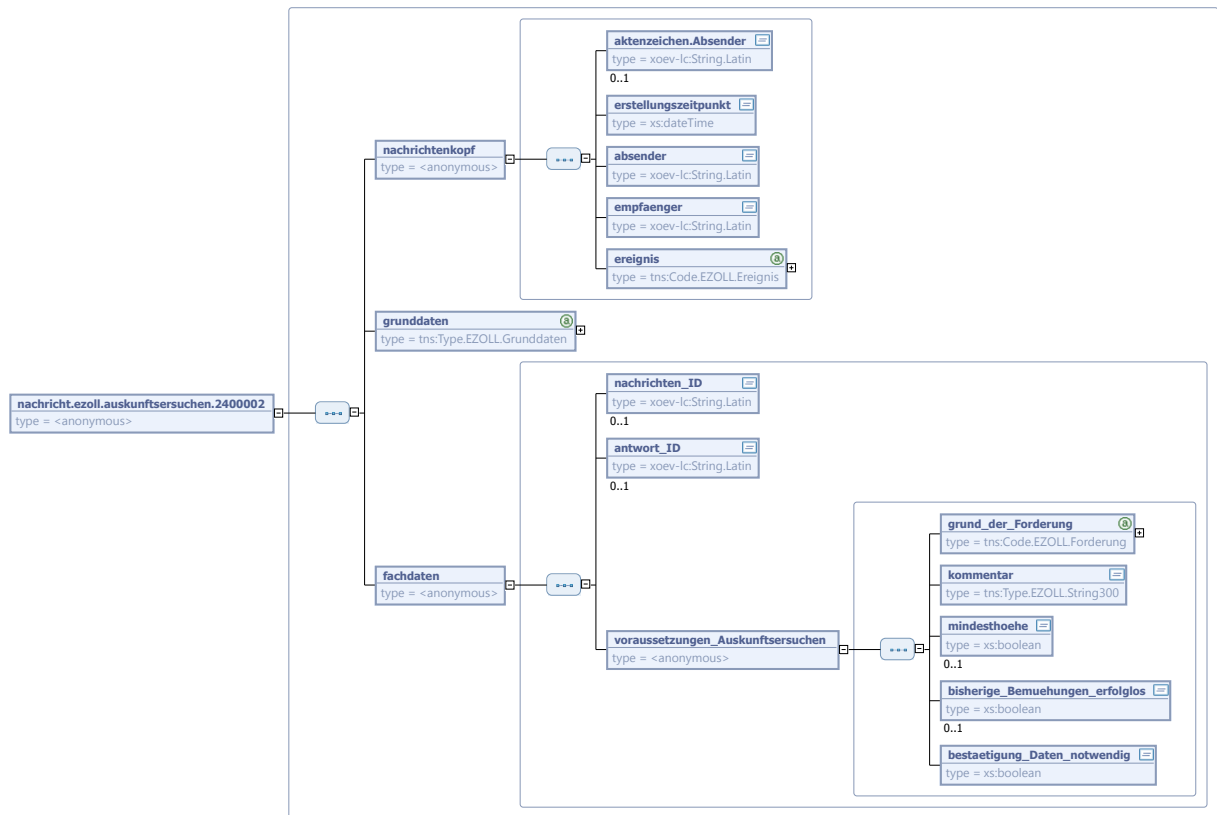 aktenzeichen.Absender
type = xoev-lc:String.Latin
0..1
erstellungszeitpunkt
type = xs:dateTime
nachrichtenkopf
type = <anonymous>
absender
type = xoev-lc:String.Latin
empfaenger
type = xoev-lc:String.Latin
ereignis
a
type = tns:Code.EZOLL.Ereignis
grunddaten
a
type = tns:Type.EZOLL.Grunddaten
nachricht.ezoll.auskunftsersuchen.2400002
type = <anonymous>
nachrichten_ID
type = xoev-lc:String.Latin
0..1
antwort_ID
type = xoev-lc:String.Latin
0..1
fachdaten
type = <anonymous>
voraussetzungen_Auskunftsersuchen
type = <anonymous>
grund_der_Forderung
a
type = tns:Code.EZOLL.Forderung
kommentar
type = tns:Type.EZOLL.String300
mindesthoehe
type = xs:boolean
0..1
bisherige_Bemuehungen_erfolglos
type = xs:boolean
0..1
bestaetigung_Daten_notwendig
type = xs:boolean